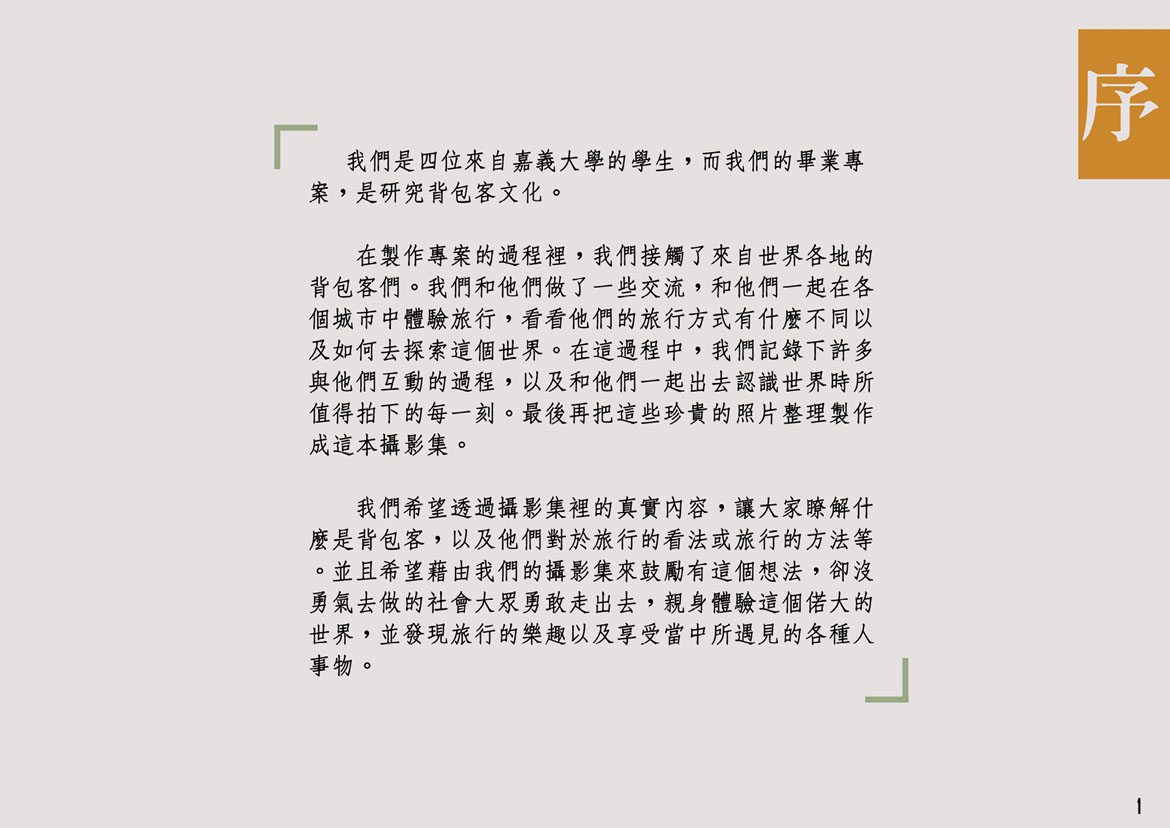 序
我們是四位來自嘉義大學的學生，而我們的畢業專
案，是研究背包客文化。
在製作專案的過程裡，我們接觸了來自世界各地的
背包客們。我們和他們做了一些交流，和他們一起在各
個城市中體驗旅行，看看他們的旅行方式有什麼不同以
及如何去探索這個世界。在這過程中，我們記錄下許多
與他們互動的過程，以及和他們一起出去認識世界時所
值得拍下的每一刻。最後再把這些珍貴的照片整理製作
成這本攝影集。
我們希望透過攝影集裡的真實內容，讓大家瞭解什
麼是背包客，以及他們對於旅行的看法或旅行的方法等
。並且希望藉由我們的攝影集來鼓勵有這個想法，卻沒
勇氣去做的社會大眾勇敢走出去，親身體驗這個偌大的
世界，並發現旅行的樂趣以及享受當中所遇見的各種人
事物。
1